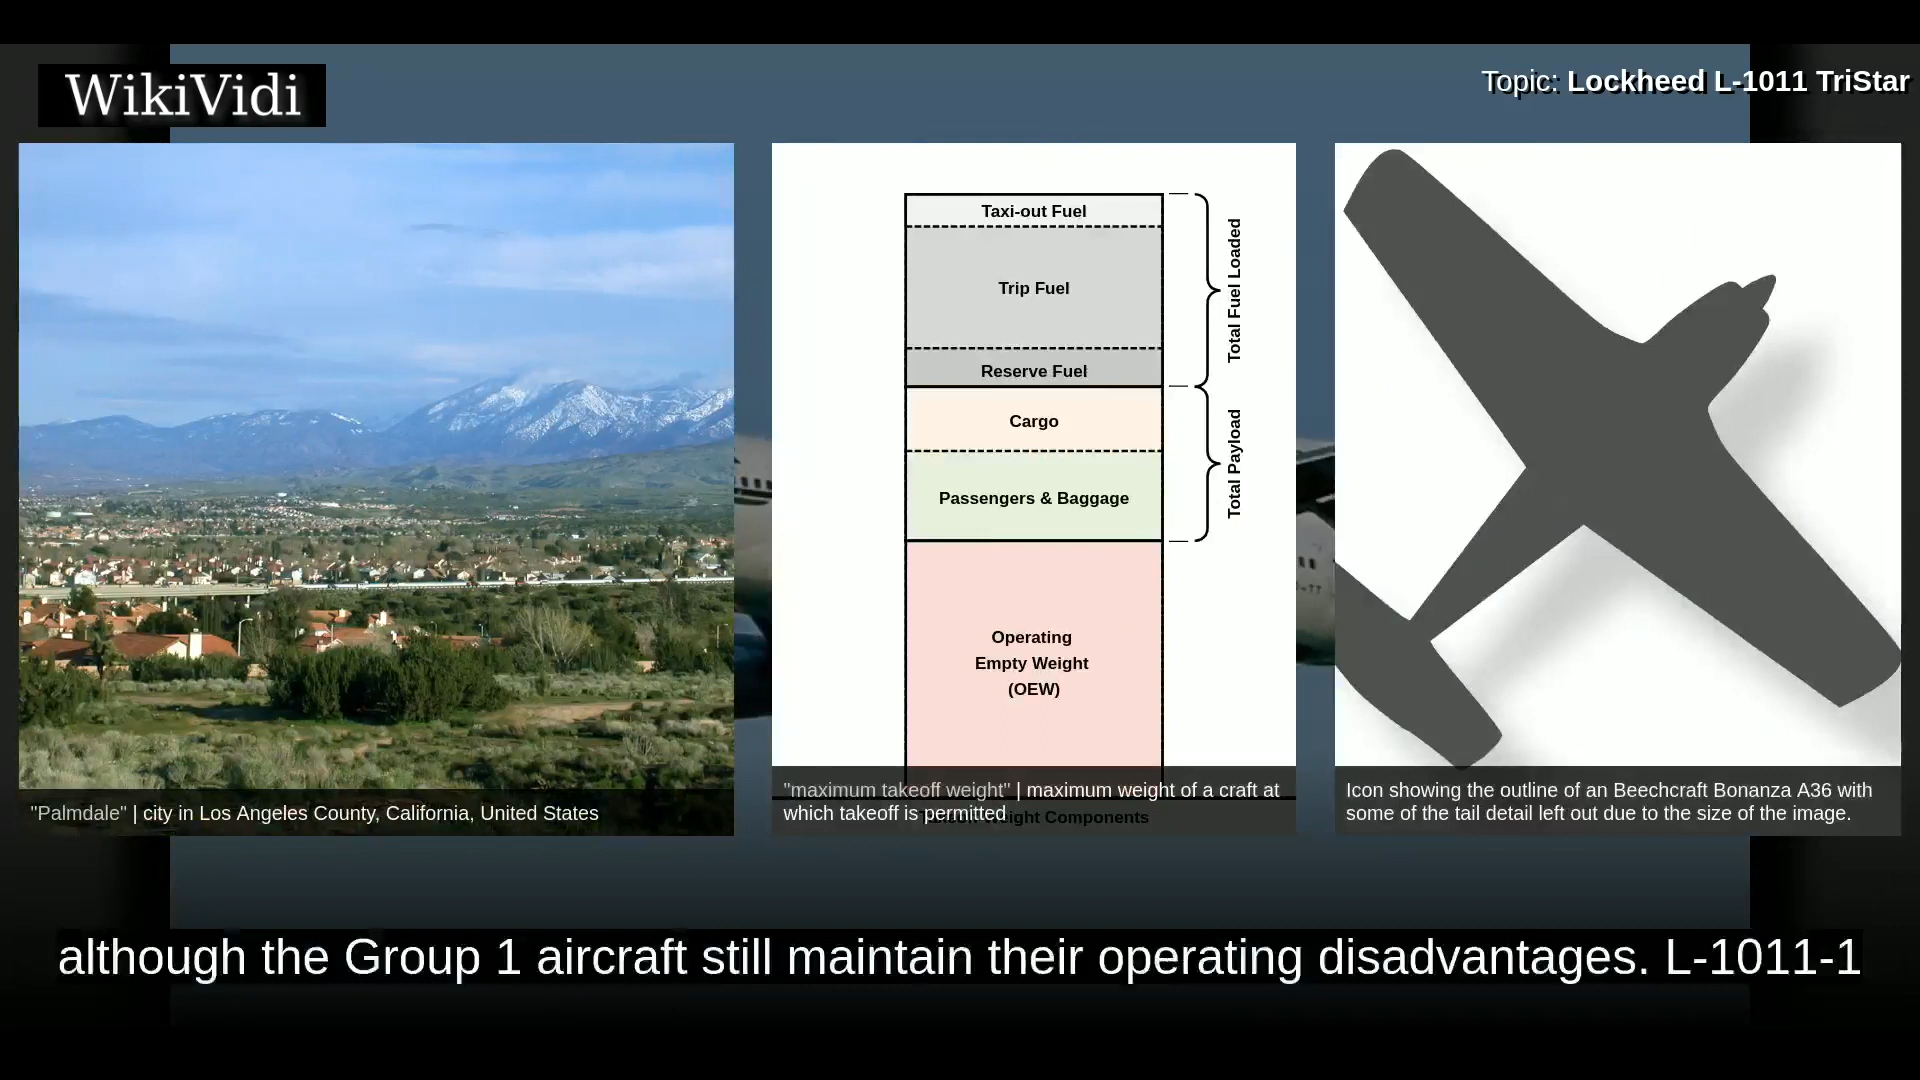 WikiVidi
Topic: Lockheed L-1011 TriStar
"Palmdale" | city in Los Angeles County, California, United States
Taxi-out Fuel
Trip Fuel
Reserve Fuel
Cargo
Passengers & Baggage
Operating
Empty Weight
(OEW)
Total Fuel Loaded
Total Payload
"maximum takeoff weight" | maximum weight of a craft at
which takeoff is permitted
Weight Components
Icon showing the outline of an Beechcraft Bonanza A36 with
some of the tail detail left out due to the size of the image.
although the Group 1 aircraft still maintain their operating disadvantages. L-1011-1